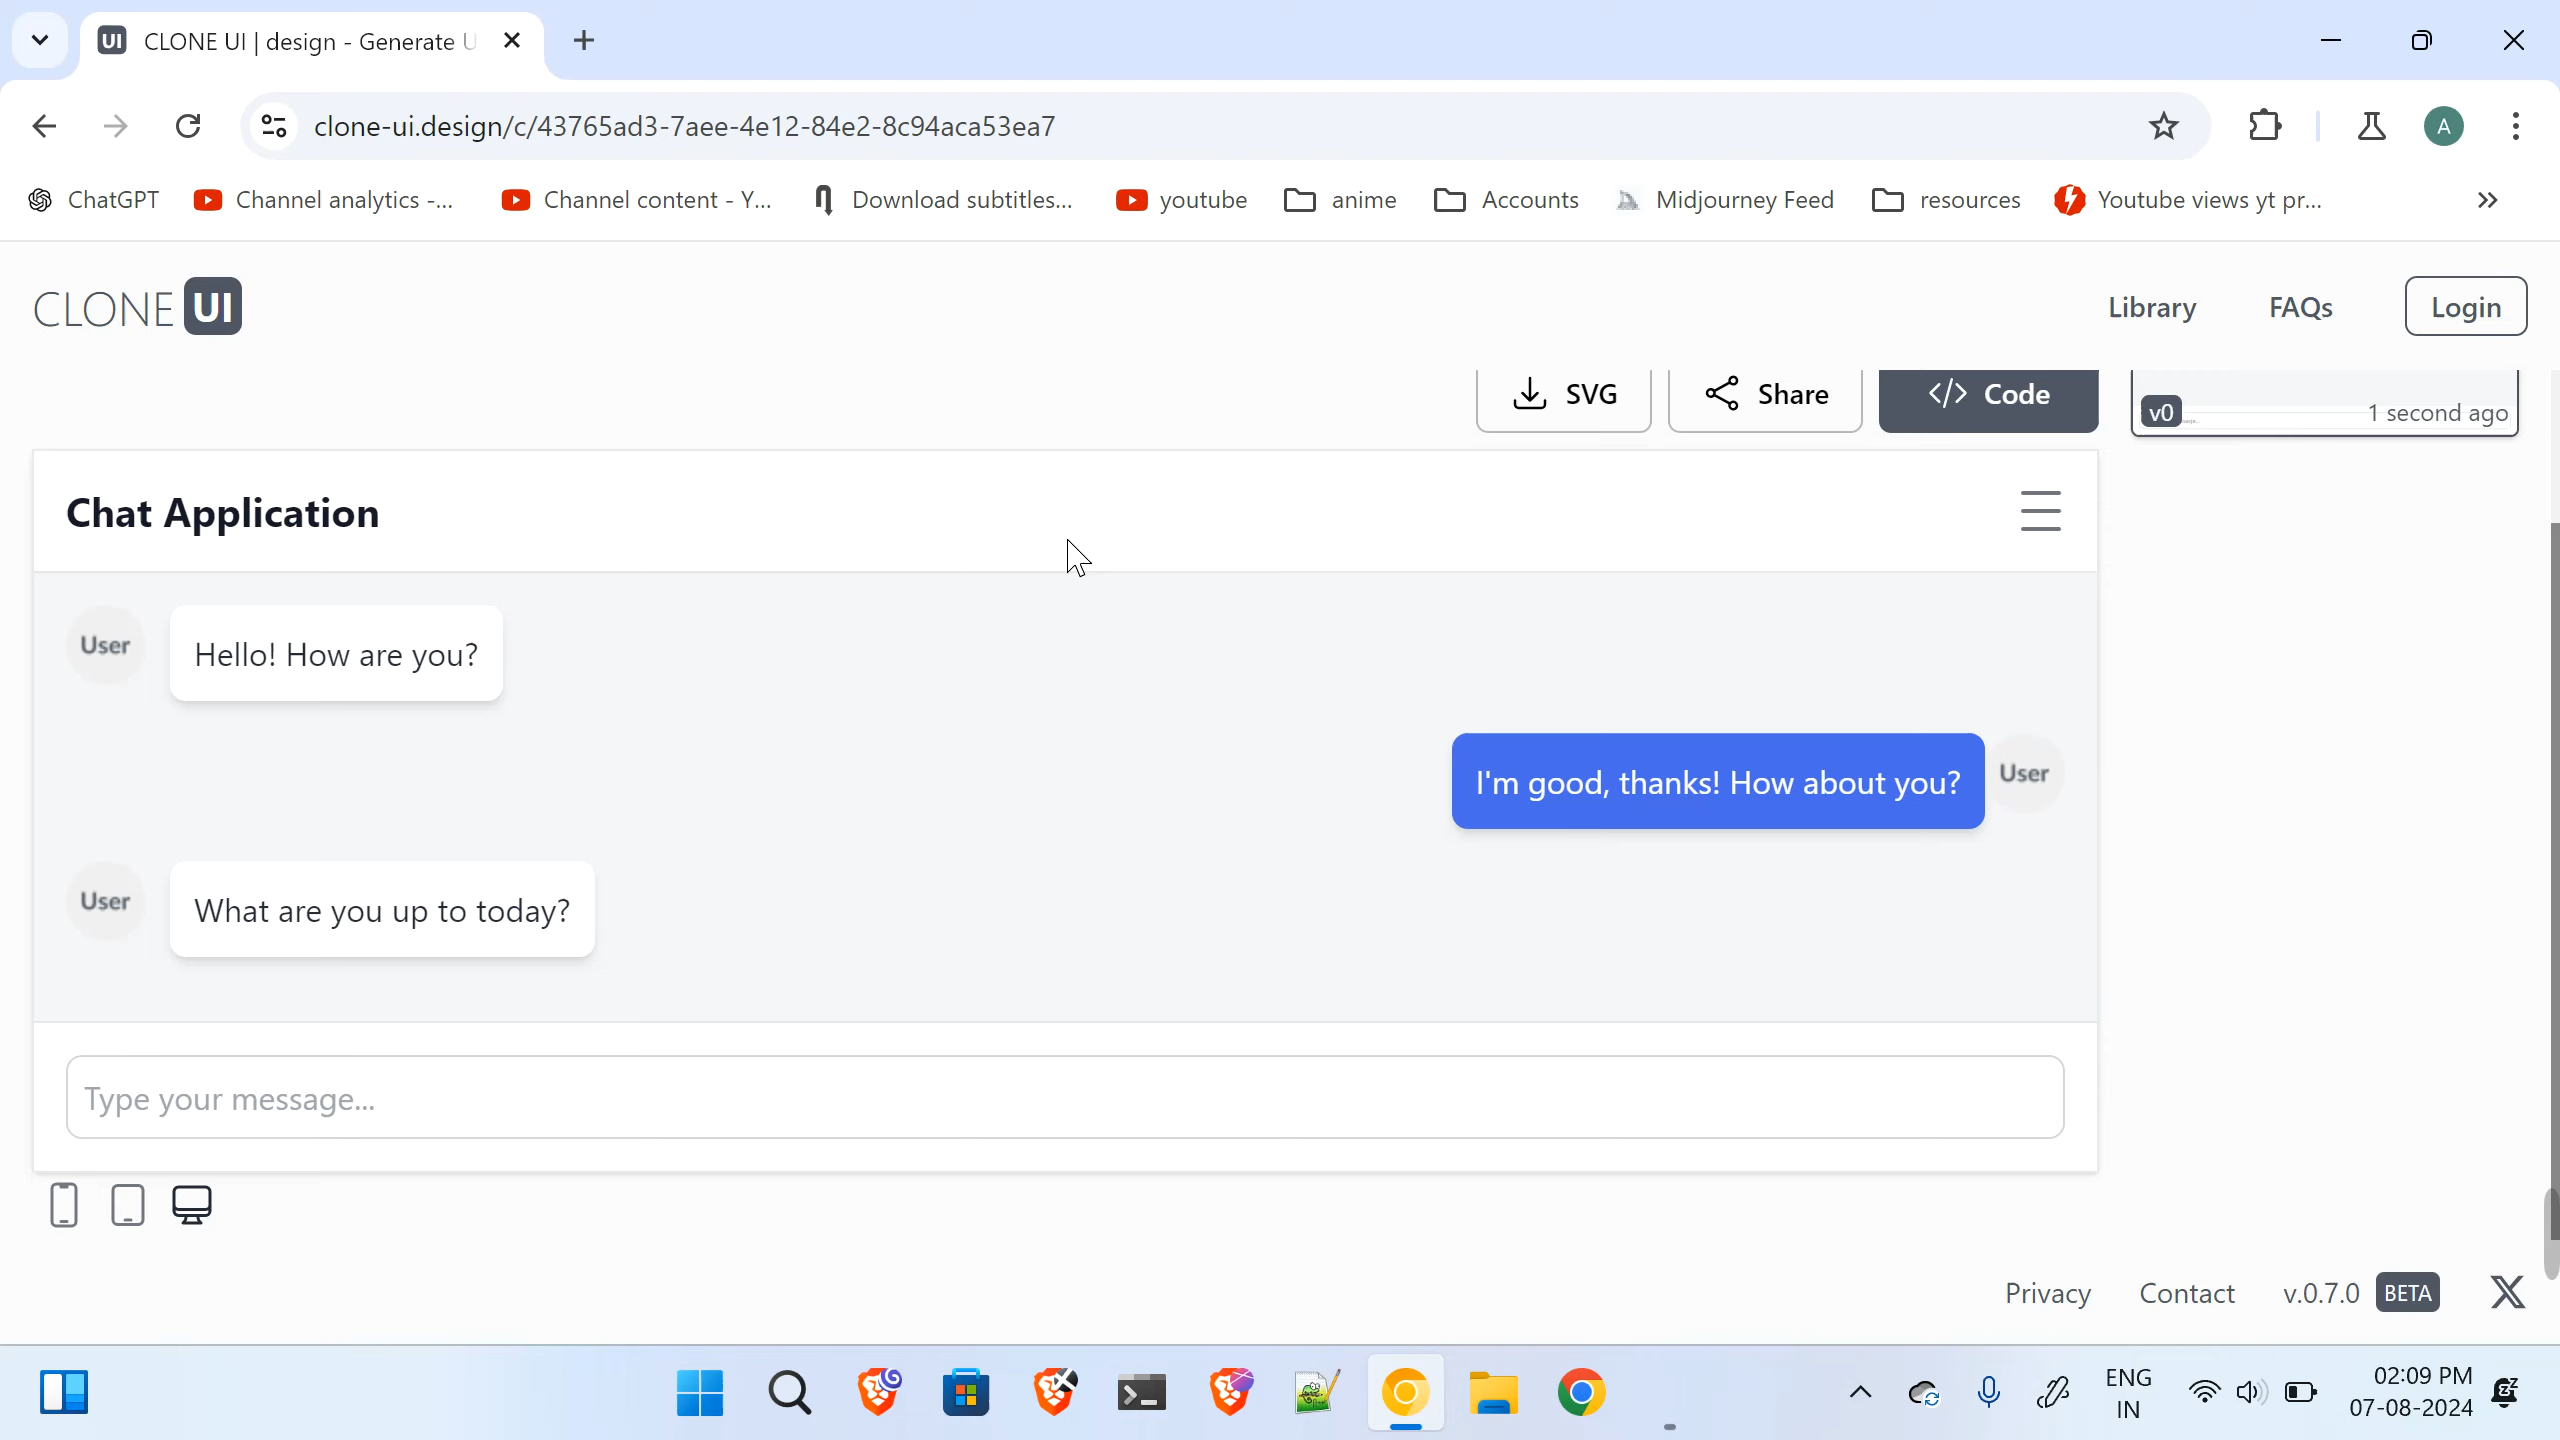 UI CLONE UI | design - Generate U
clone-ui.design/c/43765ad3-7aee-4e12-84e2-8c94aca53ea7
A
ChatGPT Channel analytics -... Channel content - Y... Download subtitles... youtube anime Accounts Midjourney Feed resources Youtube views yt pr...
CLONE UI Library FAQs Login
SVG Share </> Code
v0 1 second ago
Chat Application
User Hello! How are you?
I'm good, thanks! How about you? User
User What are you up to today?
Type your message...
Privacy Contact v.0.7.0 BETA X
ENG
IN
02:09 PM
07-08-2024